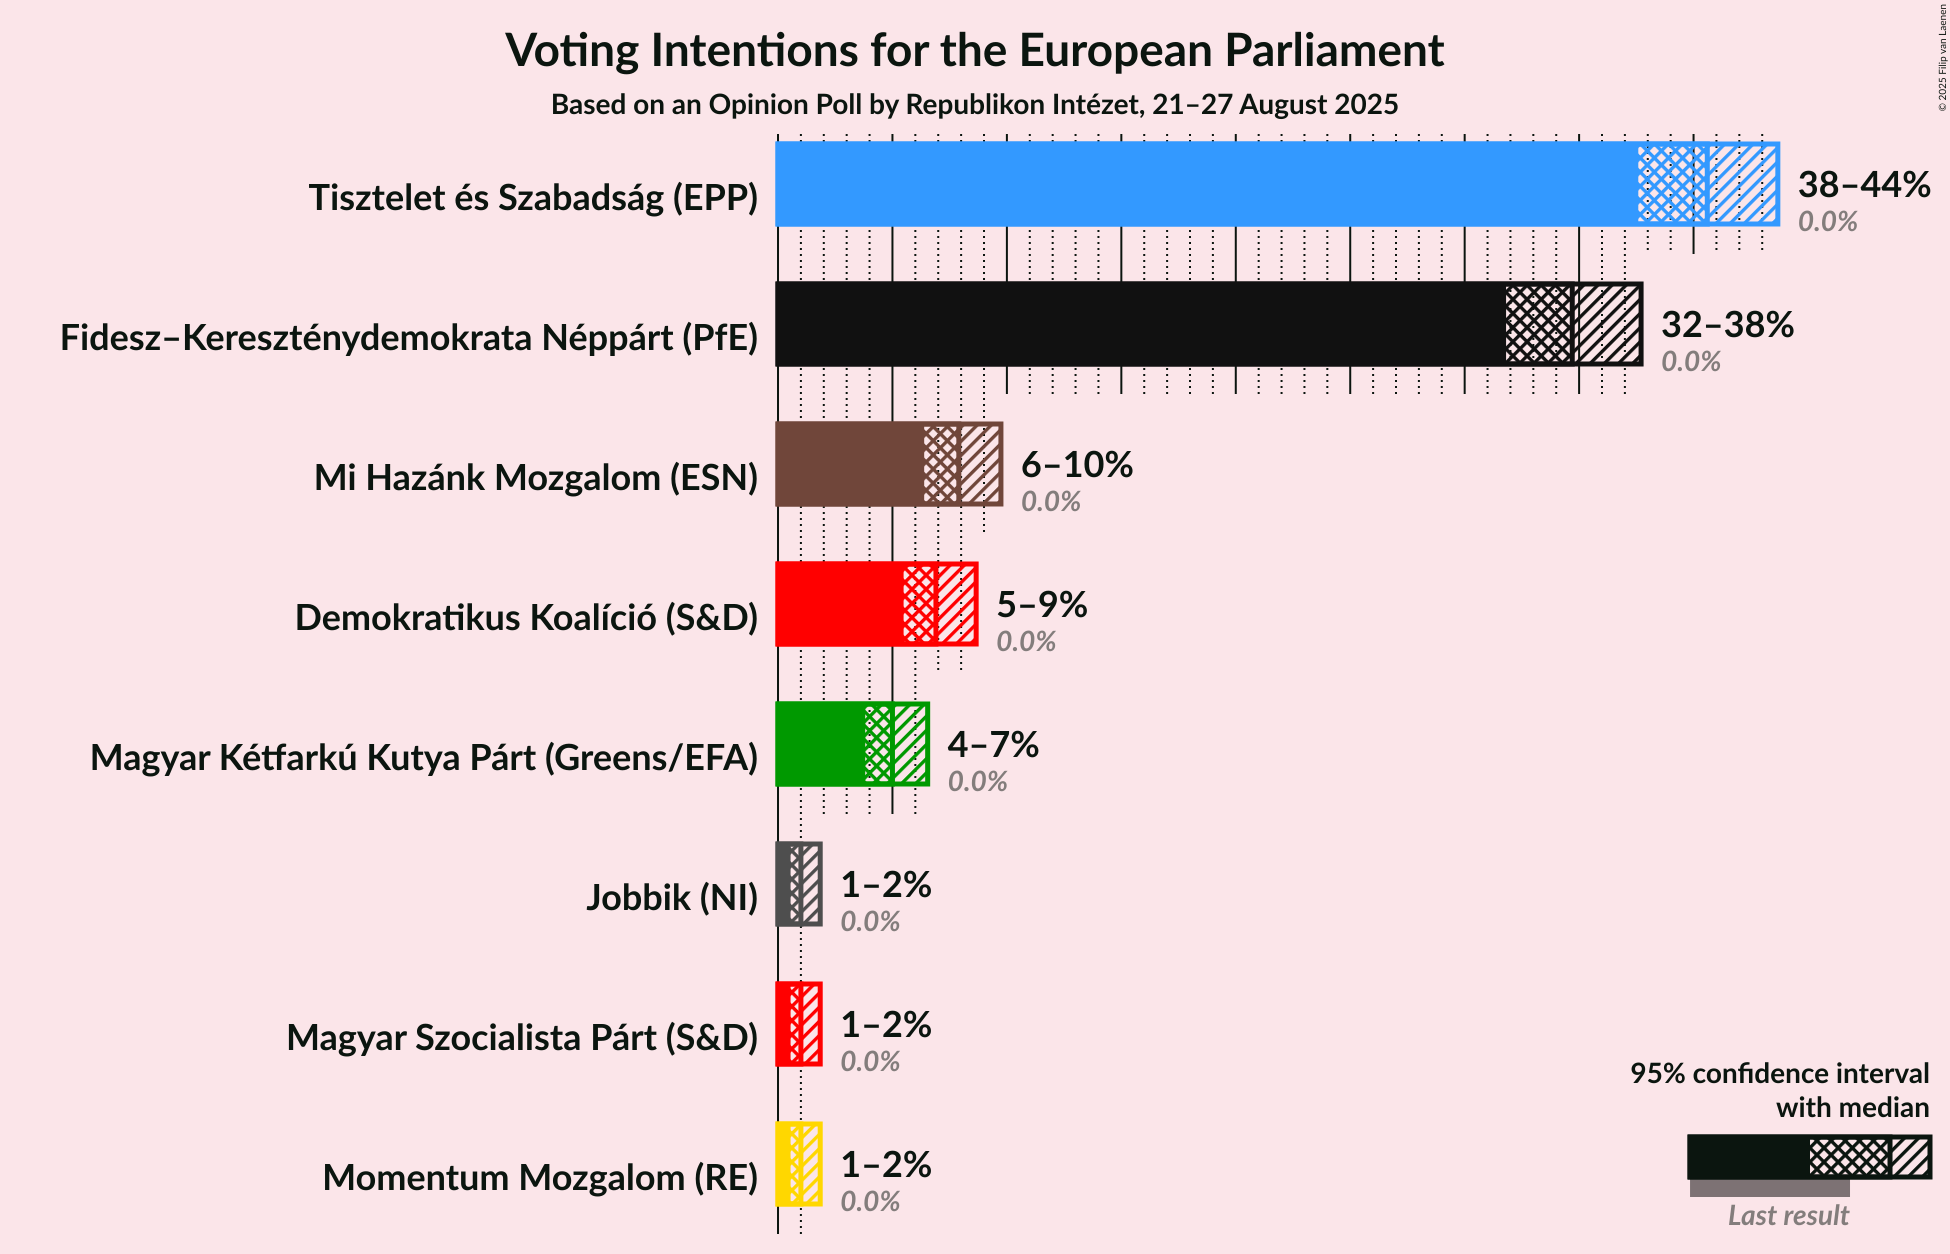 Voting Intentions for the European Parliament
Based on an Opinion Poll by Republikon Intézet, 21–27 August 2025
© 2025 Filip van Laenen
Tisztelet és Szabadság (EPP)
38–44%
0.0%
Fidesz–Kereszténydemokrata Néppárt (PfE)
32–38%
0.0%
Mi Hazánk Mozgalom (ESN)
6–10%
0.0%
Demokratikus Koalíció (S&D)
5–9%
0.0%
Magyar Kétfarkú Kutya Párt (Greens/EFA)
4–7%
0.0%
Jobbik (NI)
1–2%
0.0%
Magyar Szocialista Párt (S&D)
1–2%
0.0%
Momentum Mozgalom (RE)
1–2%
0.0%
95% confidence interval
with median
Last result